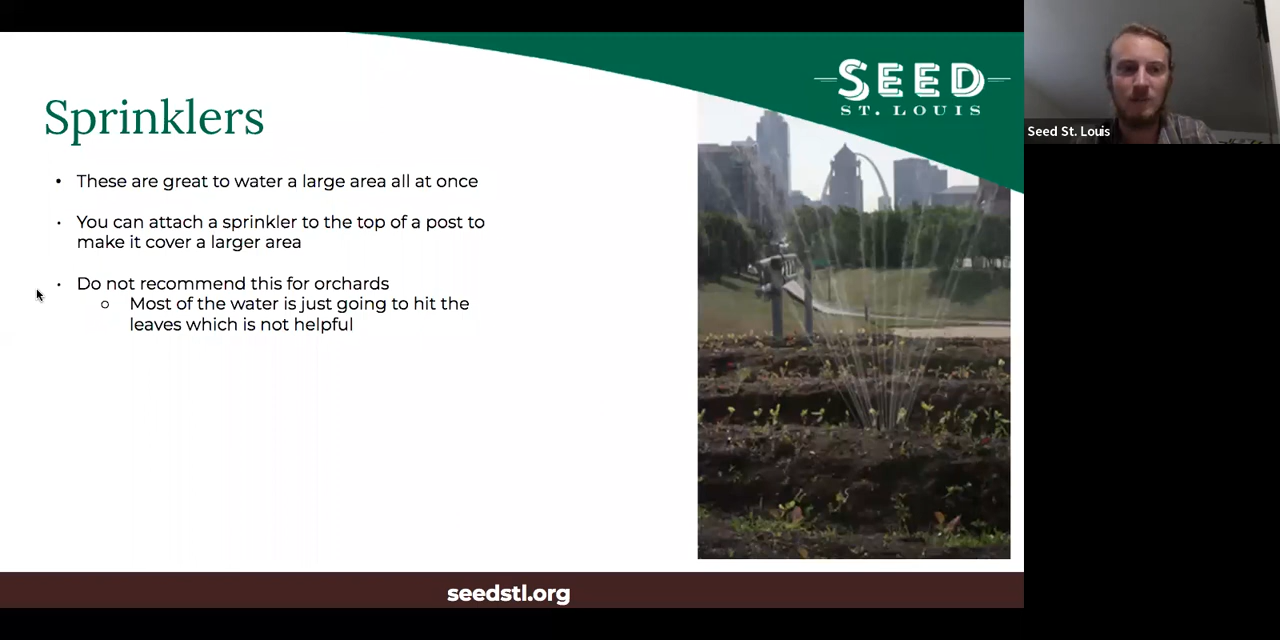 SEED
ST. LOUIS
Seed St. Louis
Sprinklers
• These are great to water a large area all at once
• You can attach a sprinkler to the top of a post to
make it cover a larger area
• Do not recommend this for orchards
○ Most of the water is just going to hit the
leaves which is not helpful
seedstl.org